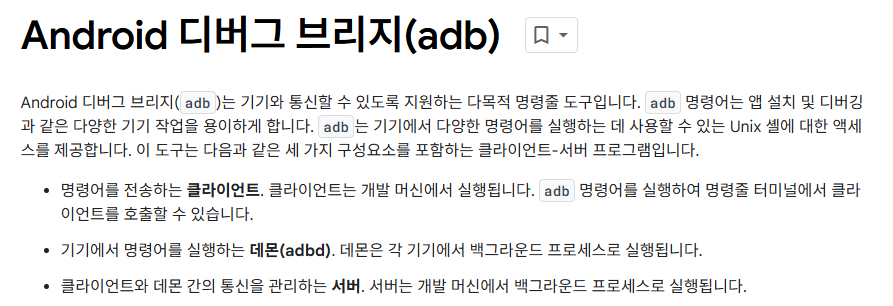 Android 디버그 브리지(adb)
Android 디버그 브리지(adb)는 기기와 통신할 수 있도록 지원하는 다목적 명령줄 도구입니다. adb 명령어는 앱 설치 및 디버깅
과 같은 다양한 기기 작업을 용이하게 합니다. adb는 기기에서 다양한 명령어를 실행하는 데 사용할 수 있는 Unix 셸에 대한 액세
스를 제공합니다. 이 도구는 다음과 같은 세 가지 구성요소를 포함하는 클라이언트-서버 프로그램입니다.
• 명령어를 전송하는 클라이언트. 클라이언트는 개발 머신에서 실행됩니다. adb 명령어를 실행하여 명령줄 터미널에서 클라
이언트를 호출할 수 있습니다.
• 기기에서 명령어를 실행하는 데몬(adbd). 데몬은 각 기기에서 백그라운드 프로세스로 실행됩니다.
• 클라이언트와 데몬 간의 통신을 관리하는 서버. 서버는 개발 머신에서 백그라운드 프로세스로 실행됩니다.